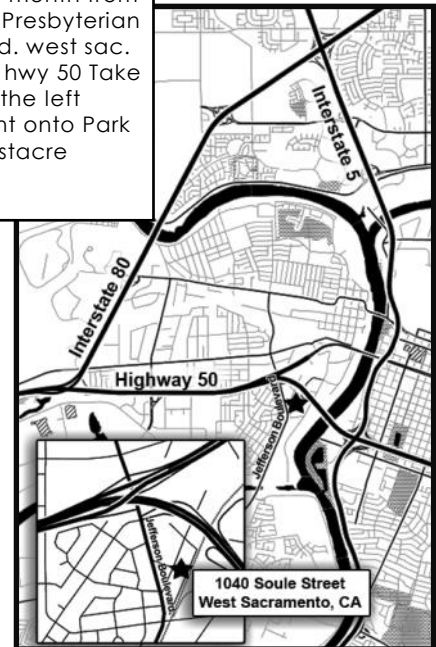 month from
Presbyterian
d. west sac.
hwy 50 Take
the left
nt onto Park
stacre
Interstate 5
Interstate 80
Highway 50
Jefferson Boulevard
Jefferson Boulevard
1040 Soule Street
West Sacramento, CA